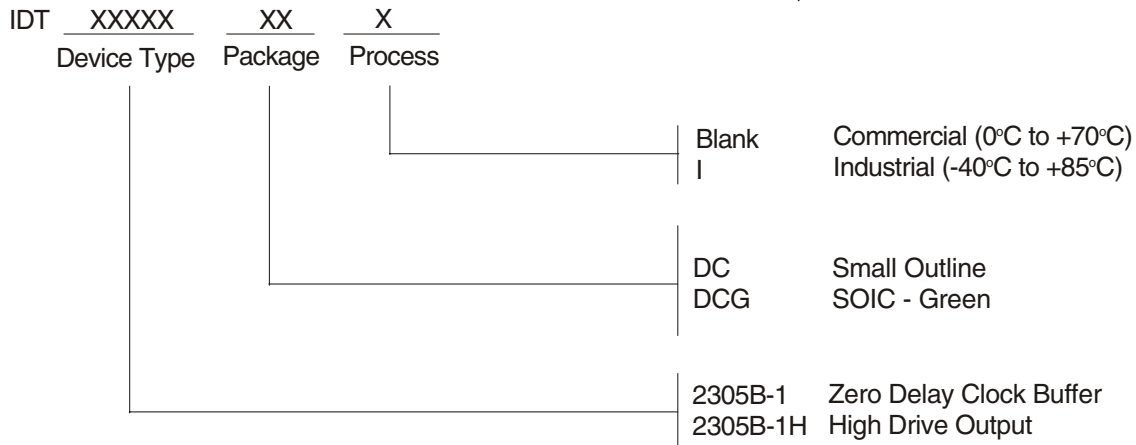 IDT XXXXX XX X
Device Type Package Process
Blank Commercial (0°C to +70°C)
I Industrial (-40°C to +85°C)
DC Small Outline
DCG SOIC - Green
2305B-1 Zero Delay Clock Buffer
2305B-1H High Drive Output